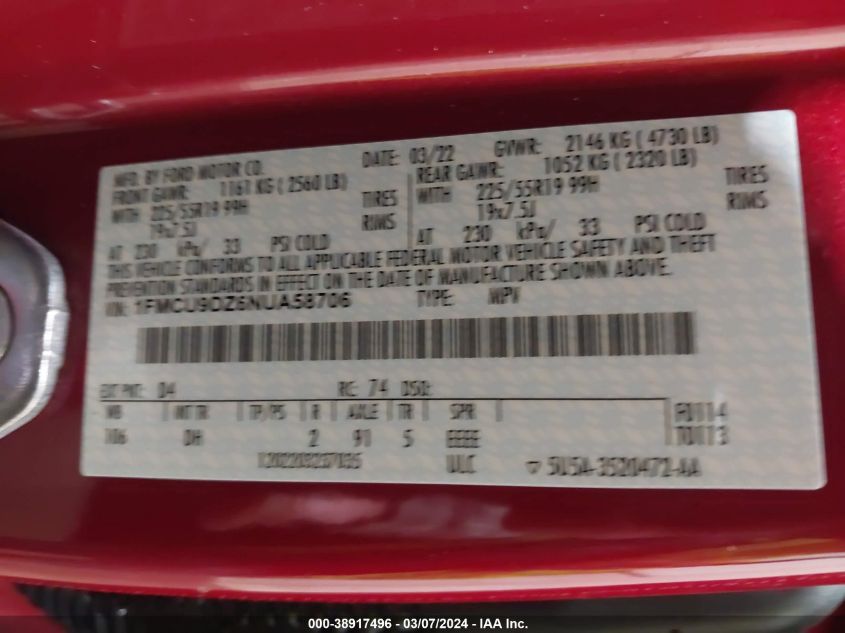 MFD. BY FORD MOTOR CO.
DATE: 03/22 GVWR: 2146 KG ( 4730 LB)
FRONT GAWR: 1161 KG ( 2560 LB) REAR GAWR: 1052 KG ( 2320 LB)
WITH 225/55R19 99H TIRES WITH 225/55R19 99H TIRES
19x7.5J RIMS 19x7.5J RIMS
AT 230 kPa/ 33 PSI COLD AT 230 kPa/ 33 PSI COLD
THIS VEHICLE CONFORMS TO ALL APPLICABLE FEDERAL MOTOR VEHICLE SAFETY AND THEFT
PREVENTION STANDARDS IN EFFECT ON THE DATE OF MANUFACTURE SHOWN ABOVE.
VIN: 1FMCU9DZ6NUA58706 TYPE: MPV
EXT PNT: D4 RC: 74 DSO:
WB INT TR TP/PS R AXLE TR SPR F0114
106 DH 2 91 5 EEEE T0113
ULC 5U5A-3520472-AA
000-38917496 - 03/07/2024 - IAA Inc.